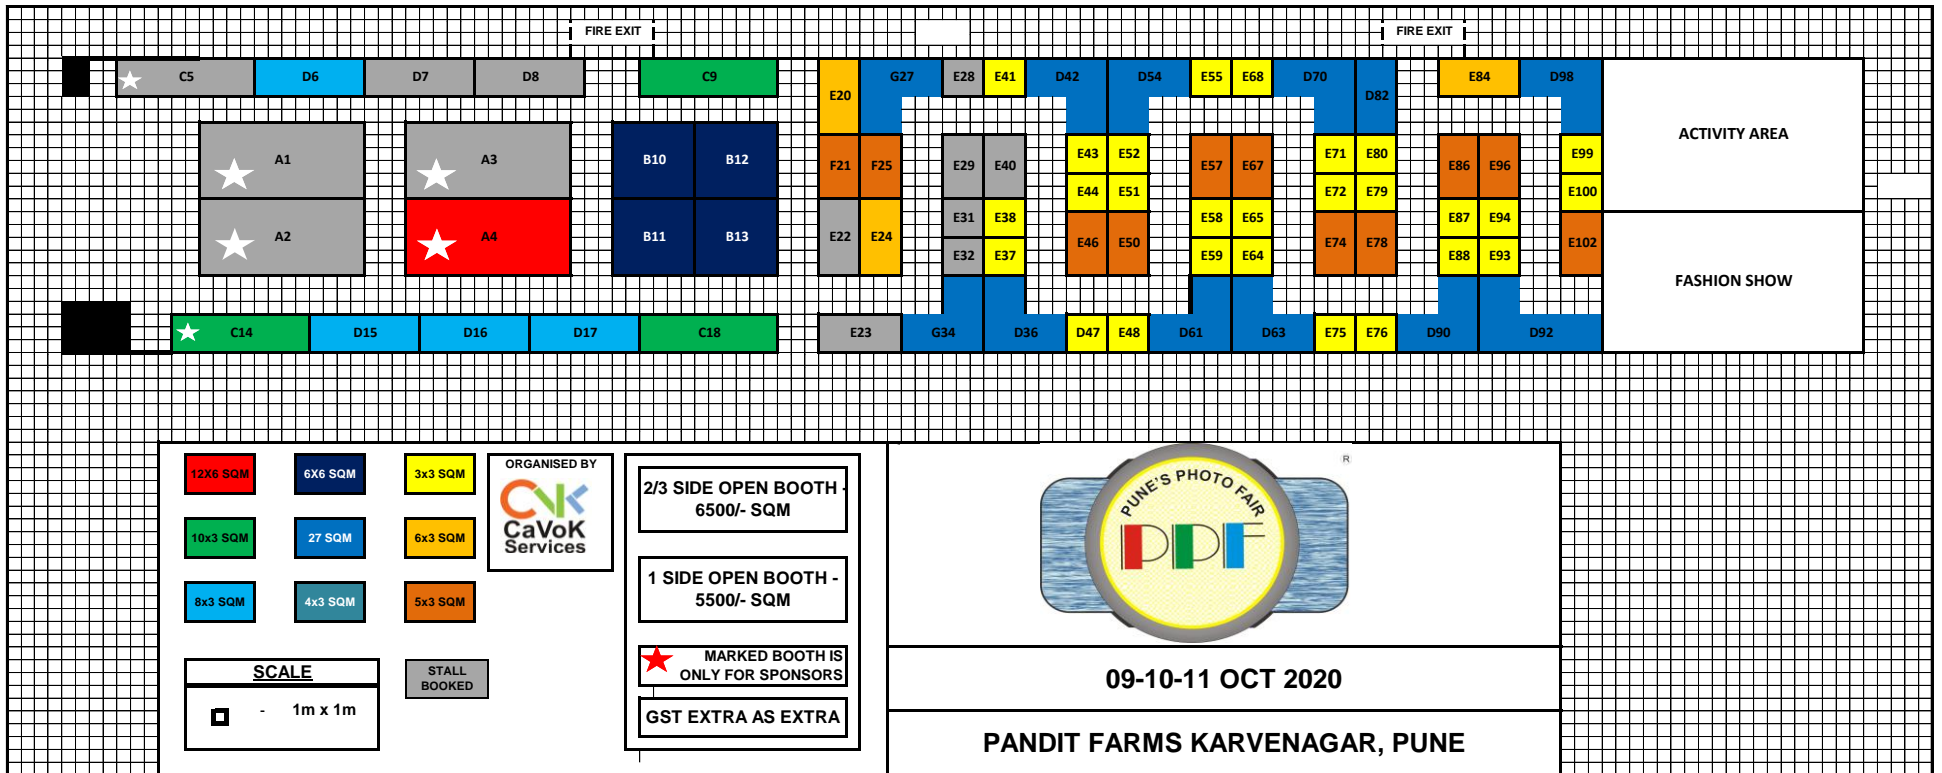 FIRE EXIT
FIRE EXIT
C5
D6
D7
D8
C9
E20
G27
E28
E41
D42
D54
E55
E68
D70
D82
E84
D98
ACTIVITY AREA
A1
A3
B10
B12
F21
F25
E29
E40
E43
E52
E57
E67
E71
E80
E86
E96
E99
E44
E51
E72
E79
E100
A2
A4
B11
B13
E22
E24
E31
E38
E46
E50
E58
E65
E74
E78
E87
E94
E102
E32
E37
E59
E64
E88
E93
FASHION SHOW
C14
D15
D16
D17
C18
E23
G34
D36
D47
E48
D61
D63
E75
E76
D90
D92
12X6 SQM
6X6 SQM
3x3 SQM
10x3 SQM
27 SQM
6x3 SQM
8x3 SQM
4x3 SQM
5x3 SQM
SCALE
- 1m x 1m
STALL
BOOKED
ORGANISED BY
CVK
CaVoK
Services
2/3 SIDE OPEN BOOTH -
6500/- SQM
1 SIDE OPEN BOOTH -
5500/- SQM
MARKED BOOTH IS
ONLY FOR SPONSORS
GST EXTRA AS EXTRA
PUNE'S PHOTO FAIR
PPF
®
09-10-11 OCT 2020
PANDIT FARMS KARVENAGAR, PUNE